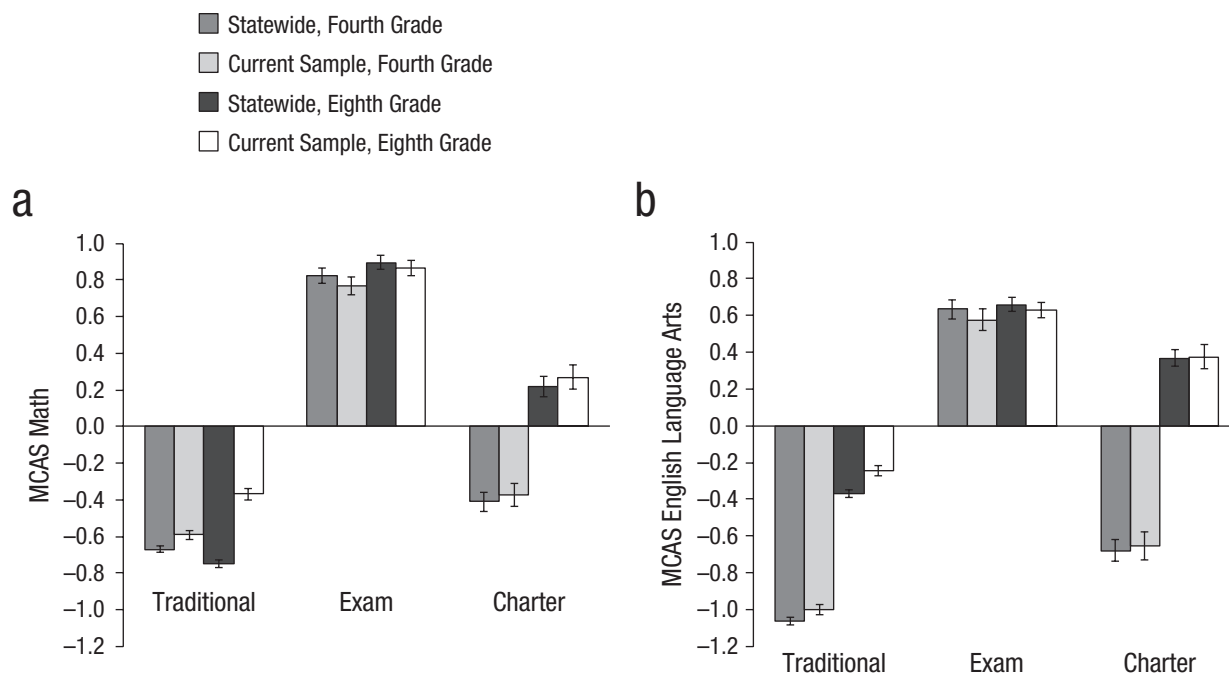 Statewide, Fourth Grade
Current Sample, Fourth Grade
Statewide, Eighth Grade
Current Sample, Eighth Grade
a
MCAS Math
1.0
0.8
0.6
0.4
0.2
0.0
–0.2
–0.4
–0.6
–0.8
–1.0
–1.2
Traditional Exam Charter
b
MCAS English Language Arts
1.0
0.8
0.6
0.4
0.2
0.0
–0.2
–0.4
–0.6
–0.8
–1.0
–1.2
Traditional Exam Charter